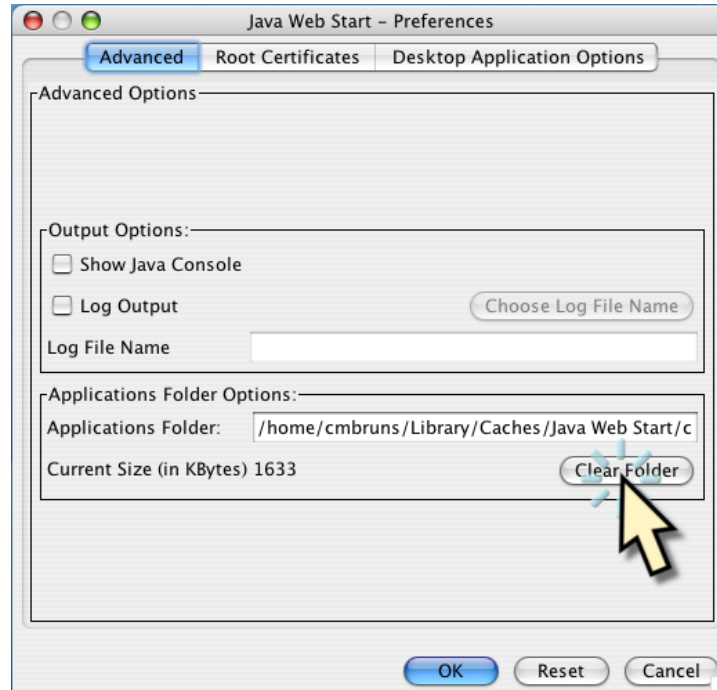 Java Web Start – Preferences
Advanced Root Certificates Desktop Application Options
Advanced Options
Output Options:
Show Java Console
Log Output Choose Log File Name
Log File Name
Applications Folder Options:
Applications Folder: /home/cmbruns/Library/Caches/Java Web Start/c
Current Size (in KBytes) 1633 Clear Folder
OK Reset Cancel